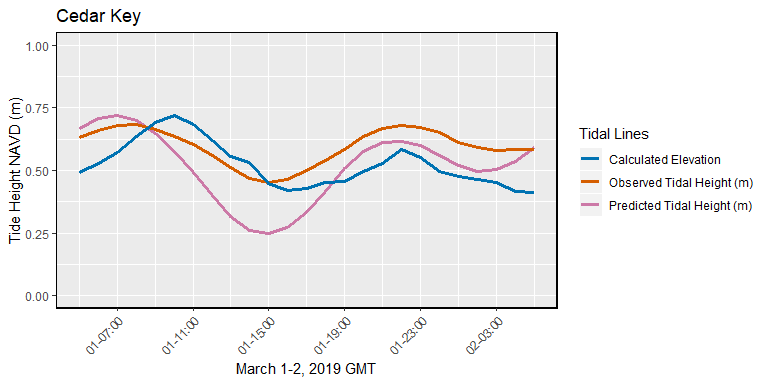 Cedar Key
Tide Height NAVD (m)
1.00
0.75
0.50
0.25
0.00
01-07:00
01-11:00
01-15:00
01-19:00
01-23:00
02-03:00
March 1-2, 2019 GMT
Tidal Lines
Calculated Elevation
Observed Tidal Height (m)
Predicted Tidal Height (m)